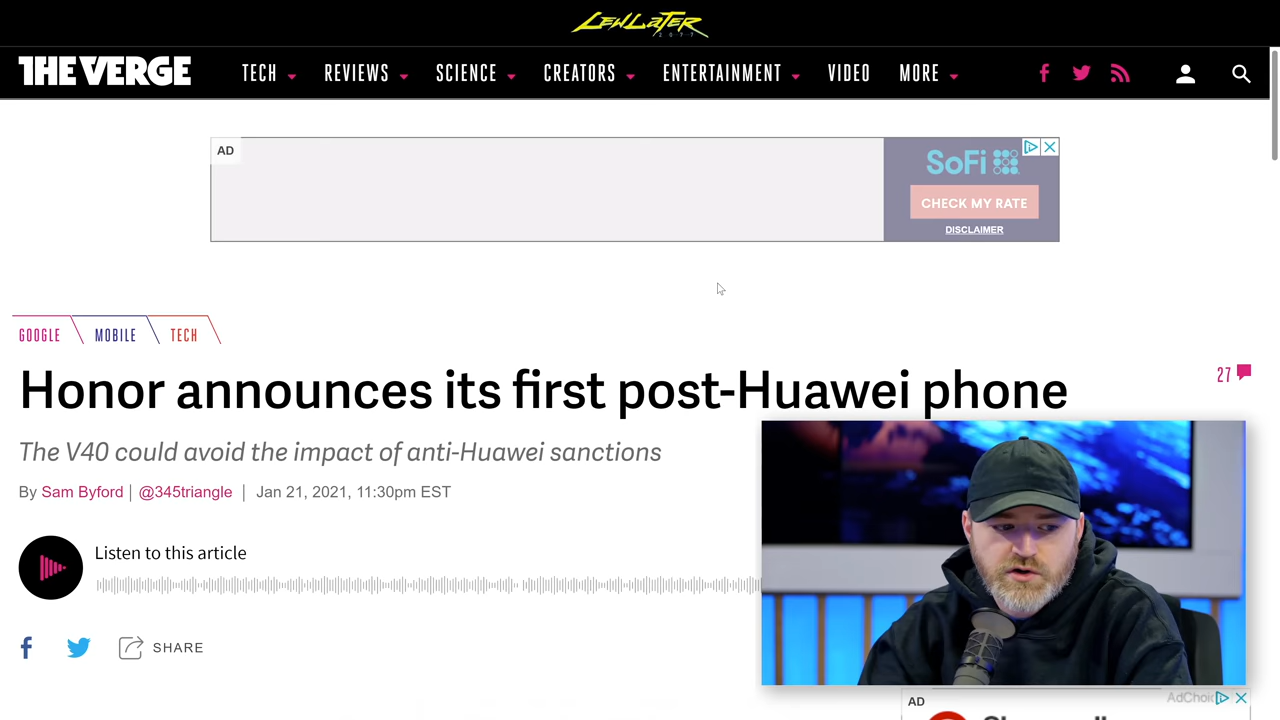 LEWLATER
2077
THE VERGE
TECH REVIEWS SCIENCE CREATORS ENTERTAINMENT VIDEO MORE
AD
SoFi
CHECK MY RATE
DISCLAIMER
GOOGLE MOBILE TECH
Honor announces its first post-Huawei phone
27
The V40 could avoid the impact of anti-Huawei sanctions
By Sam Byford | @345triangle | Jan 21, 2021, 11:30pm EST
Listen to this article
SHARE
AD